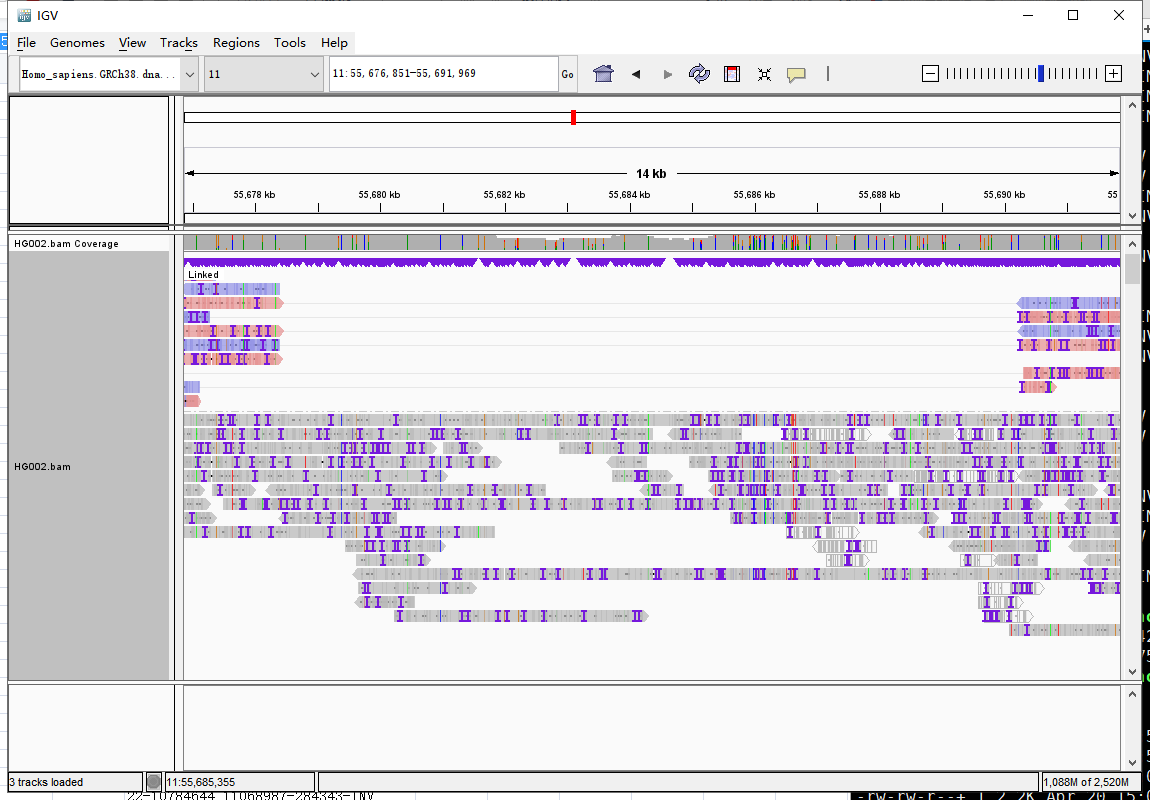 IGV
File Genomes View Tracks Regions Tools Help
Homo_sapiens.GRCh38.dna... 11 11:55,676,851-55,691,969 Go
14 kb
55,678 kb 55,680 kb 55,682 kb 55,684 kb 55,686 kb 55,688 kb 55,690 kb 55
HG002.bam Coverage
Linked
HG002.bam
3 tracks loaded 11:55,685,355 1,088M of 2,520M